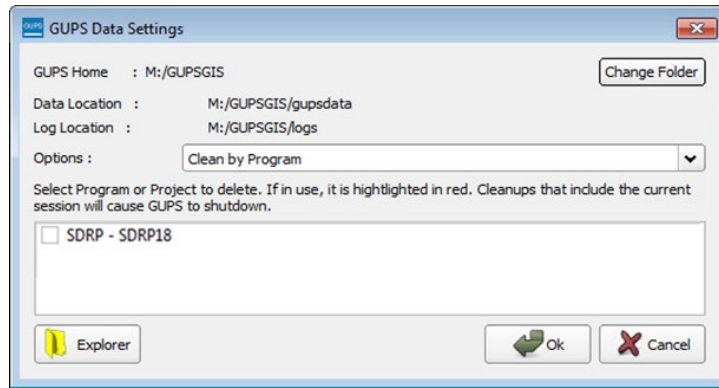 GUPS GUPS Data Settings
GUPS Home : M:/GUPSGIS Change Folder
Data Location : M:/GUPSGIS/gupsdata
Log Location : M:/GUPSGIS/logs
Options : Clean by Program
Select Program or Project to delete. If in use, it is hightlighted in red. Cleanups that include the current
session will cause GUPS to shutdown.
SDRP - SDRP18
Explorer Ok Cancel